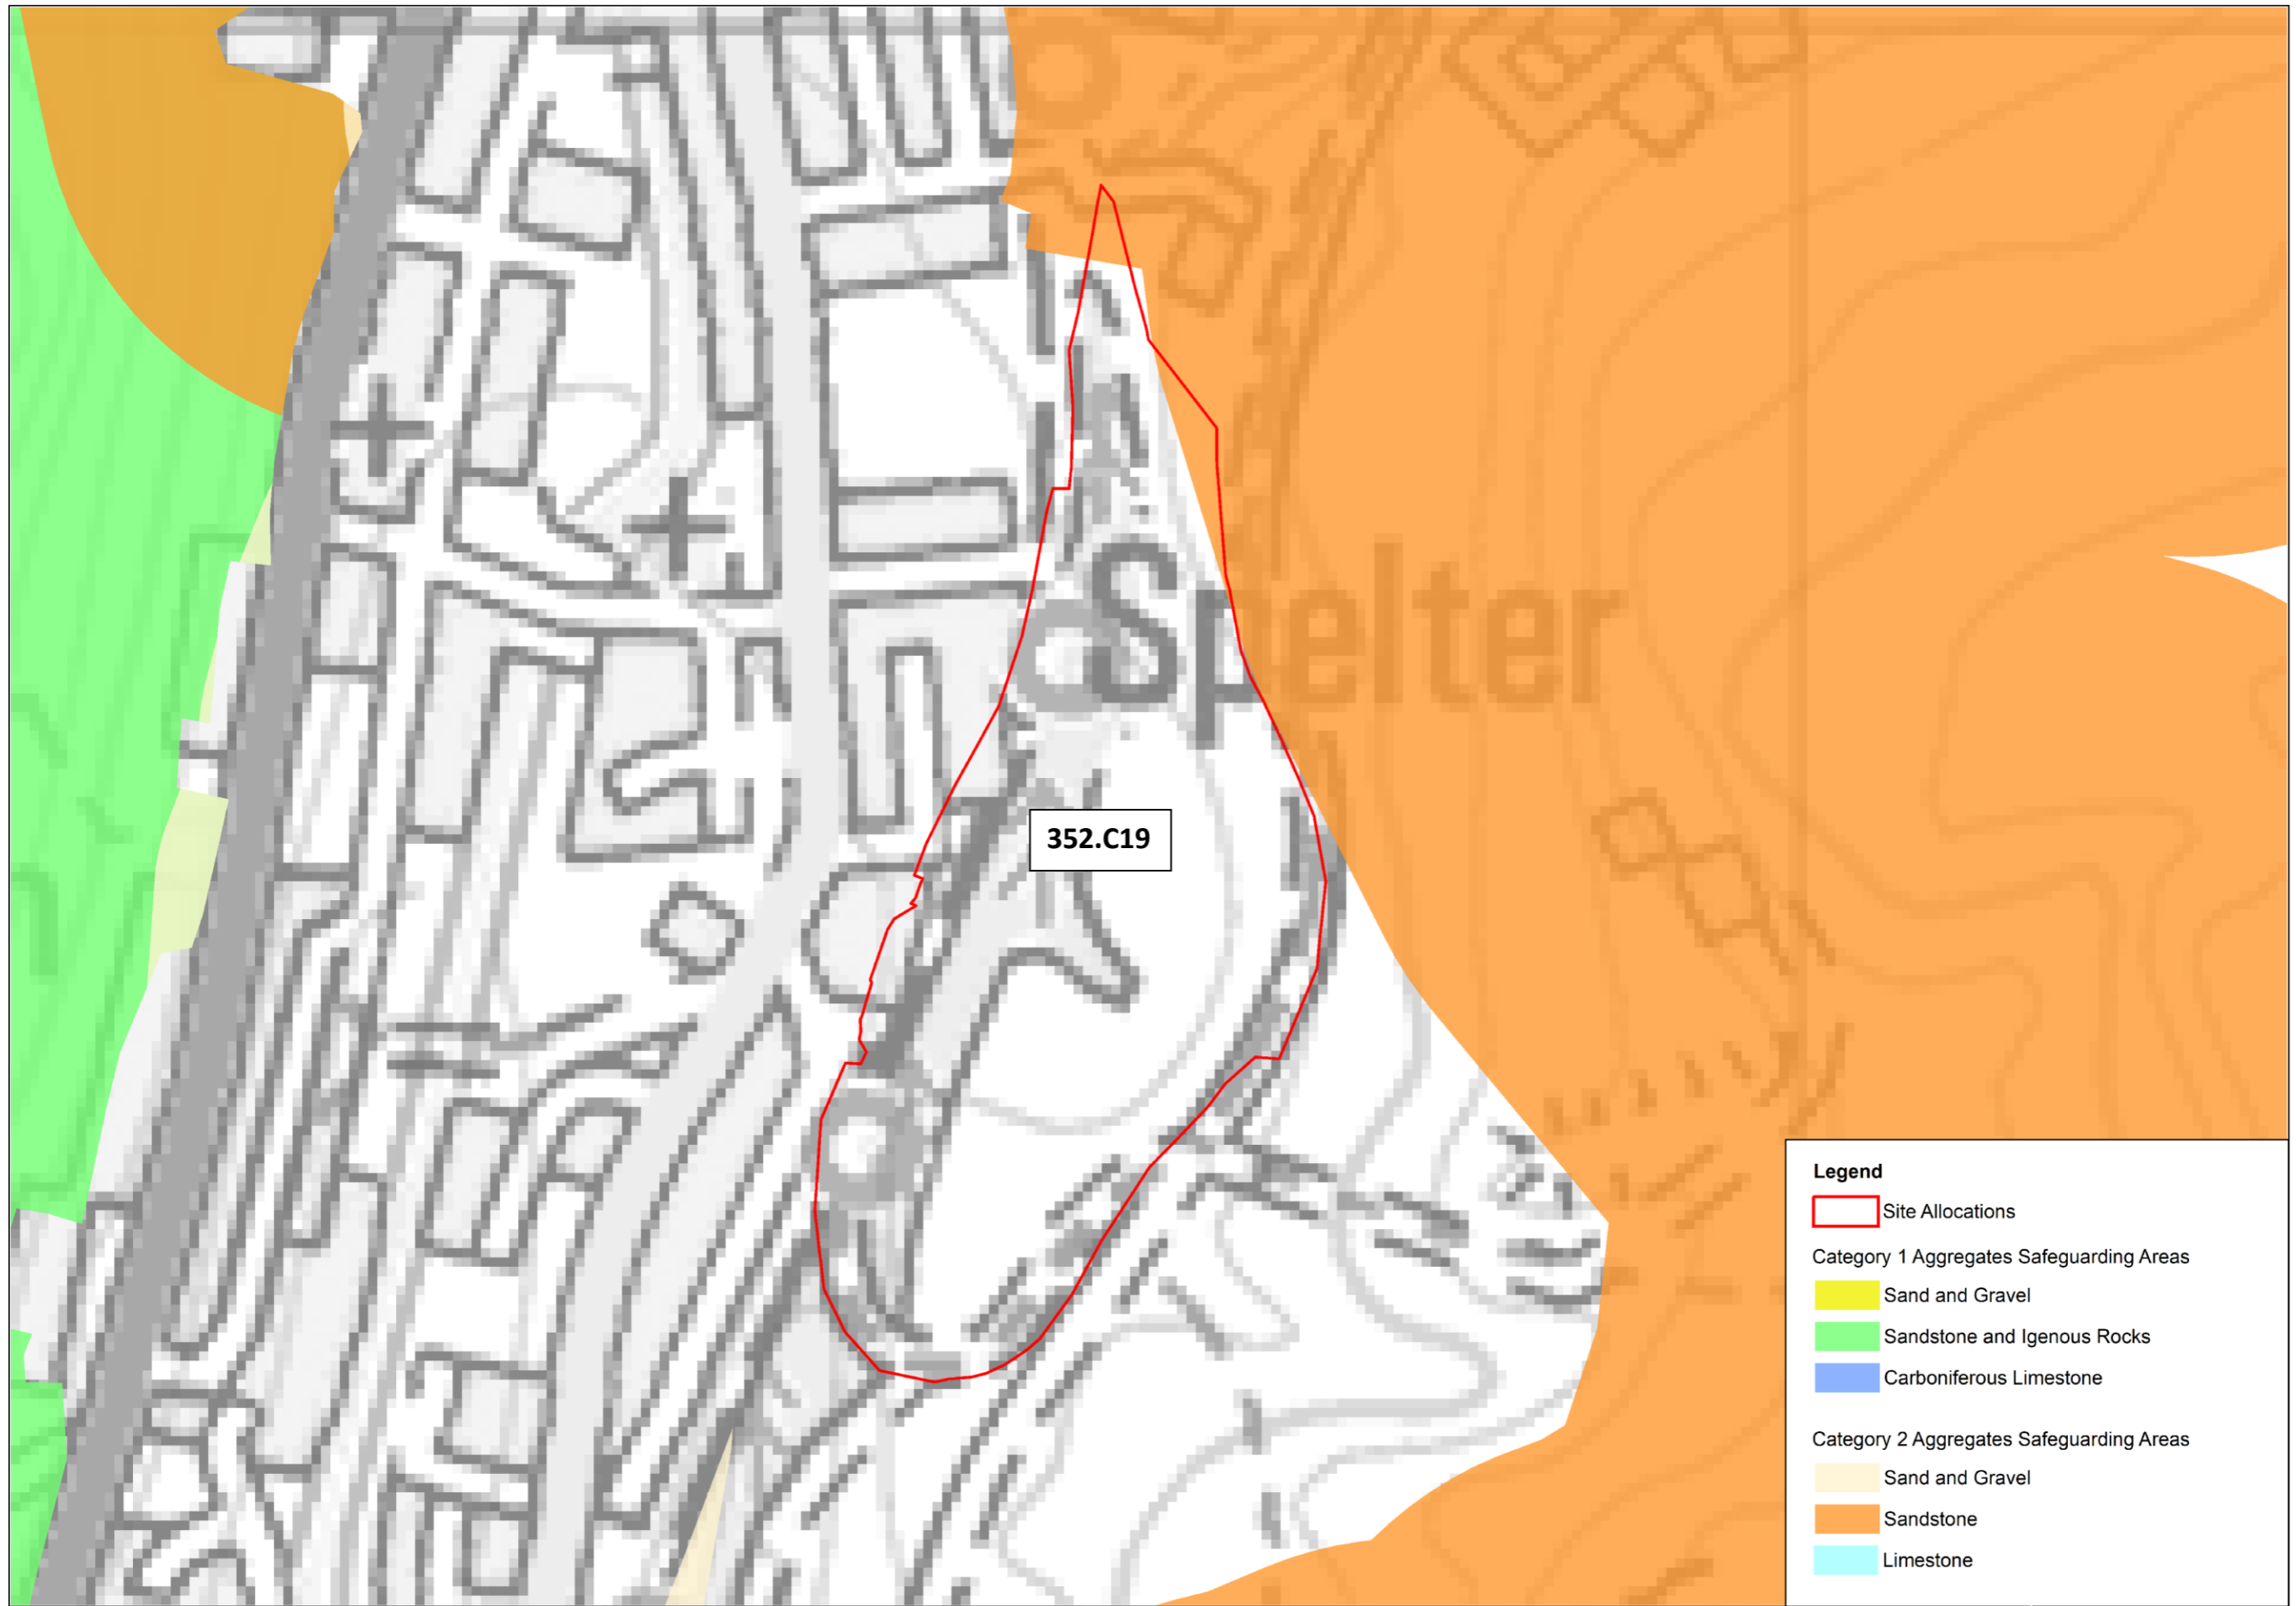 Spelter
352.C19
Legend
Site Allocations
Category 1 Aggregates Safeguarding Areas
Sand and Gravel
Sandstone and Igenous Rocks
Carboniferous Limestone
Category 2 Aggregates Safeguarding Areas
Sand and Gravel
Sandstone
Limestone